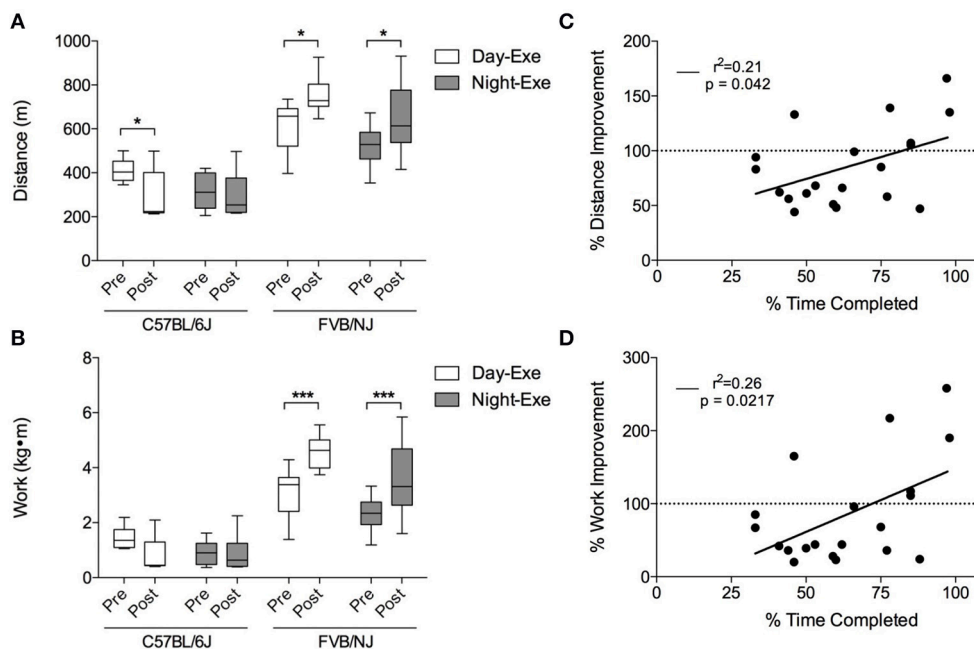 A
1000
800
600
400
200
0
Distance (m)
*
*
*
Day-Exe
Night-Exe
Pre Post Pre Post Pre Post Pre Post
C57BL/6J FVB/NJ
B
8
6
4
2
0
Work (kg•m)
***
***
Day-Exe
Night-Exe
Pre Post Pre Post Pre Post Pre Post
C57BL/6J FVB/NJ
C
200
150
100
50
0
% Distance Improvement
r²=0.21
p = 0.042
0 25 50 75 100
% Time Completed
D
300
200
100
0
% Work Improvement
r²=0.26
p = 0.0217
0 25 50 75 100
% Time Completed